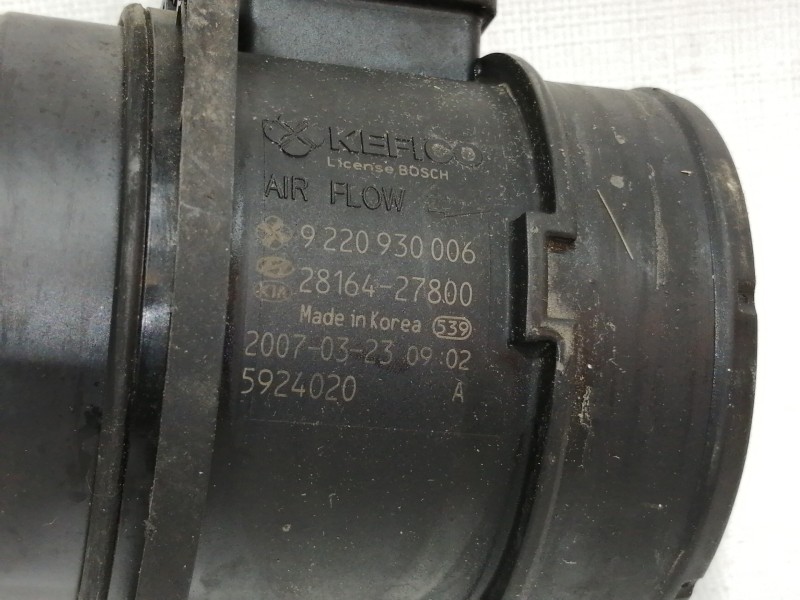 KEFICO
License BOSCH
AIR FLOW
9 220 930 006
28164-27800
KIA
Made in Korea 539
2007-03-23 09:02
5924020 A